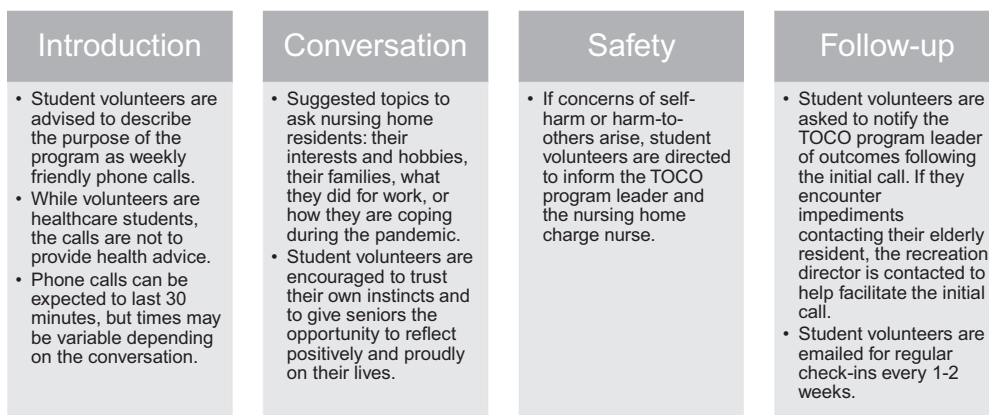 Introduction
• Student volunteers are
advised to describe
the purpose of the
program as weekly
friendly phone calls.
• While volunteers are
healthcare students,
the calls are not to
provide health advice.
• Phone calls can be
expected to last 30
minutes, but times may
be variable depending
on the conversation.
Conversation
• Suggested topics to
ask nursing home
residents: their
interests and hobbies,
their families, what
they did for work, or
how they are coping
during the pandemic.
• Student volunteers are
encouraged to trust
their own instincts and
to give seniors the
opportunity to reflect
positively and proudly
on their lives.
Safety
• If concerns of self-
harm or harm-to-
others arise, student
volunteers are directed
to inform the TOCO
program leader and
the nursing home
charge nurse.
Follow-up
• Student volunteers are
asked to notify the
TOCO program leader
of outcomes following
the initial call. If they
encounter
impediments
contacting their elderly
resident, the recreation
director is contacted to
help facilitate the initial
call.
• Student volunteers are
emailed for regular
check-ins every 1-2
weeks.